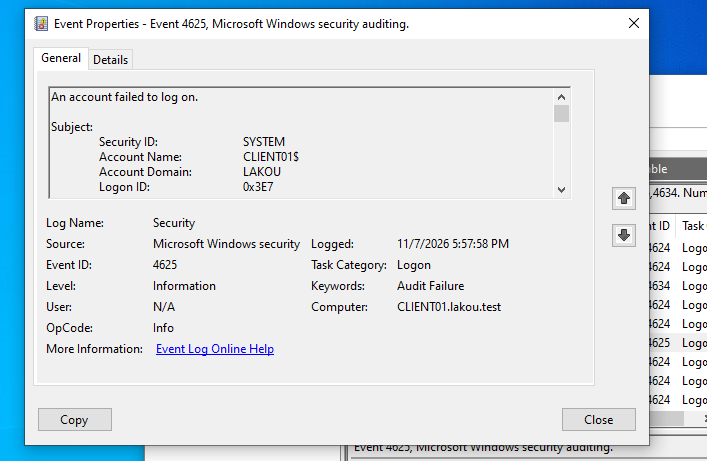 Event Properties - Event 4625, Microsoft Windows security auditing.
General Details
An account failed to log on.
Subject:
Security ID: SYSTEM
Account Name: CLIENT01$
Account Domain: LAKOU
Logon ID: 0x3E7
Log Name: Security
Source: Microsoft Windows security Logged: 11/7/2026 5:57:58 PM
Event ID: 4625 Task Category: Logon
Level: Information Keywords: Audit Failure
User: N/A Computer: CLIENT01.lakou.test
OpCode: Info
More Information: Event Log Online Help
Copy Close
,4634. Num
ID Task
4624 Logo
4624 Logo
4634 Logo
4624 Logo
4624 Logo
4625 Logo
4624 Logo
4624 Logo
4624 Logo
Event 4625, Microsoft Windows security auditing.